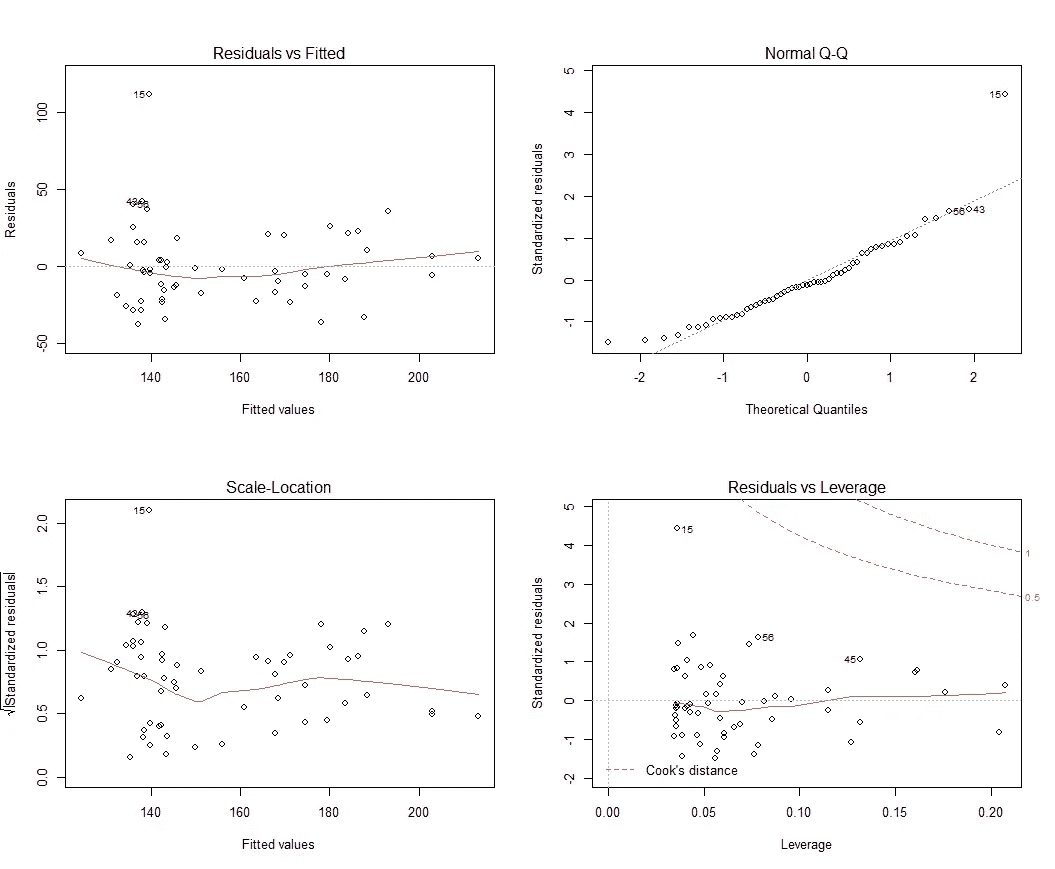 Residuals vs Fitted
Residuals
-50 0 50 100
15
43 56
140 160 180 200
Fitted values
Normal Q-Q
Standardized residuals
-1 0 1 2 3 4 5
15
56 43
-2 -1 0 1 2
Theoretical Quantiles
Scale-Location
√|Standardized residuals|
0.0 0.5 1.0 1.5 2.0
15
43 56
140 160 180 200
Fitted values
Residuals vs Leverage
Standardized residuals
-2 -1 0 1 2 3 4 5
15
56
45
1
0.5
Cook's distance
0.00 0.05 0.10 0.15 0.20
Leverage